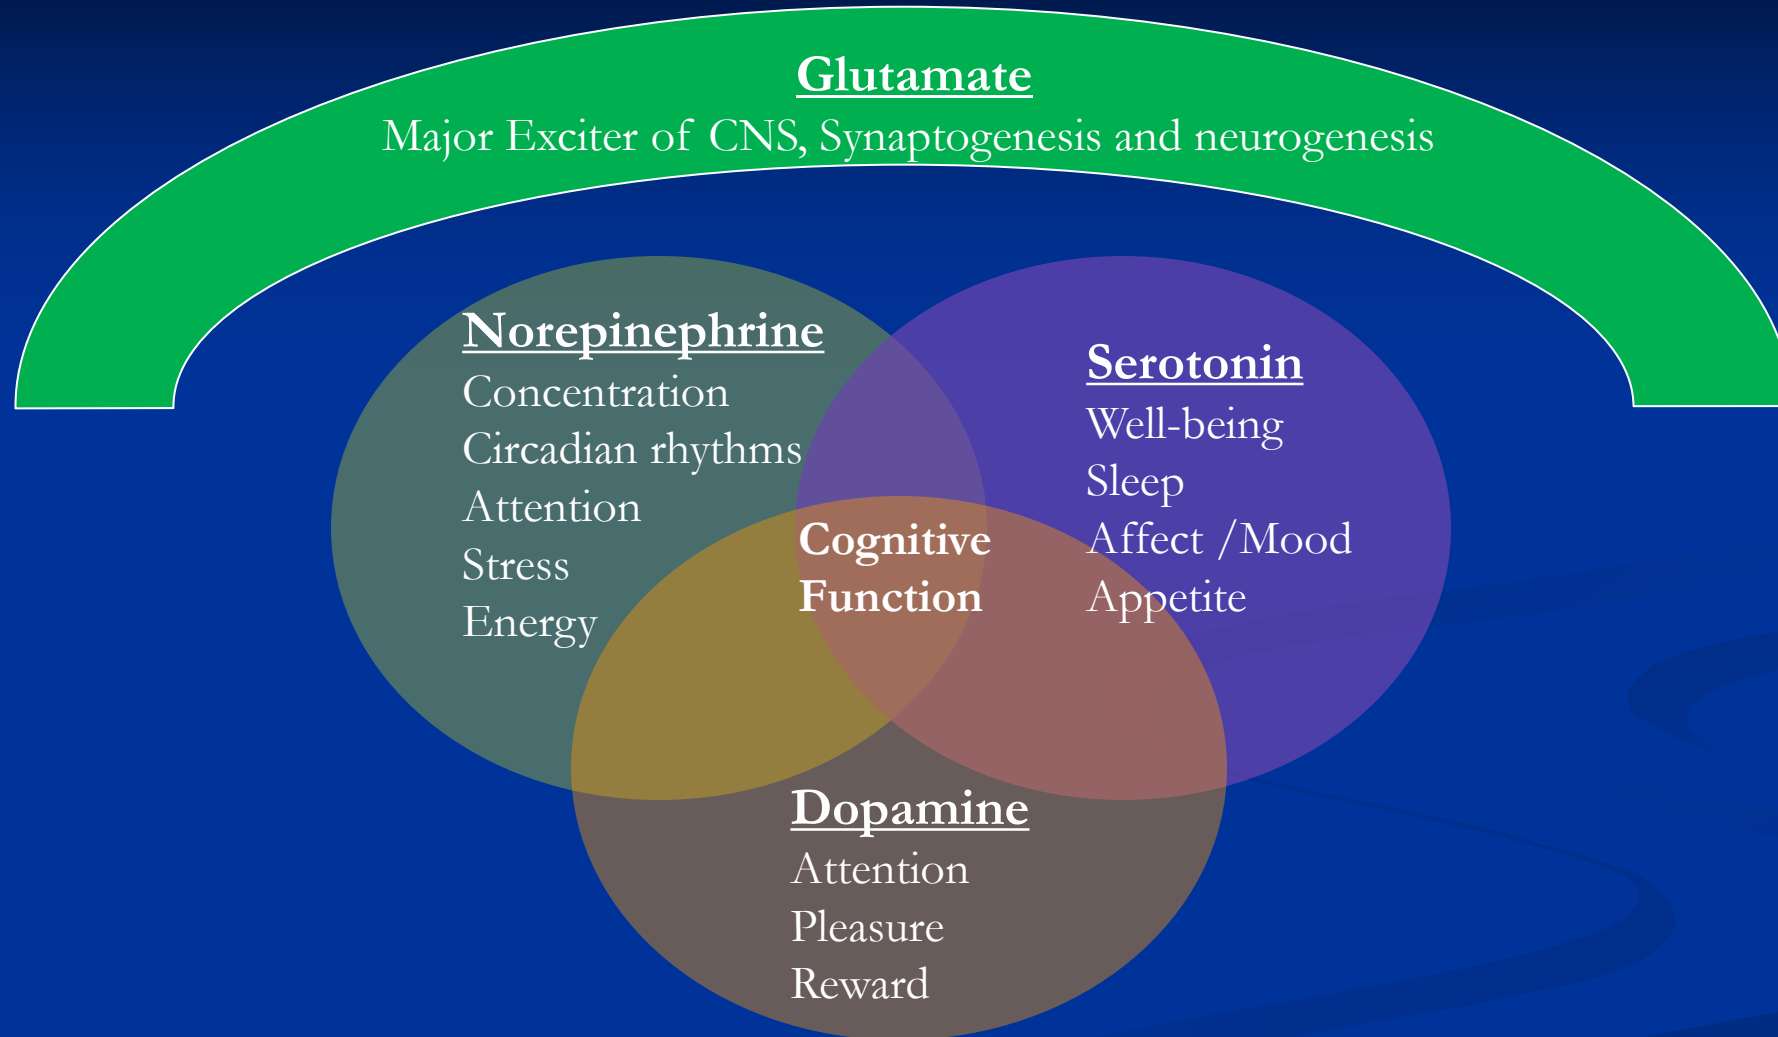 Glutamate
Major Exciter of CNS, Synaptogenesis and neurogenesis
Norepinephrine
Concentration
Circadian rhythms
Attention
Stress
Energy
Serotonin
Well-being
Sleep
Affect /Mood
Appetite
Cognitive
Function
Dopamine
Attention
Pleasure
Reward